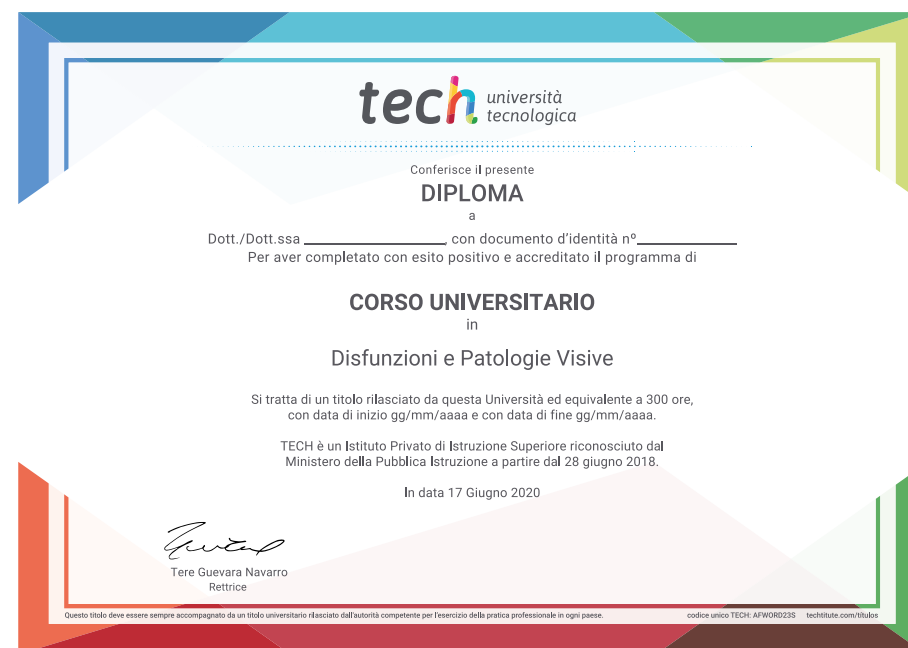 tech università
tecnologica
Conferisce il presente
DIPLOMA
a
Dott./Dott.ssa ____________________, con documento d'identità nº______________
Per aver completato con esito positivo e accreditato il programma di
CORSO UNIVERSITARIO
in
Disfunzioni e Patologie Visive
Si tratta di un titolo rilasciato da questa Università ed equivalente a 300 ore,
con data di inizio gg/mm/aaaa e con data di fine gg/mm/aaaa.
TECH è un Istituto Privato di Istruzione Superiore riconosciuto dal
Ministero della Pubblica Istruzione a partire dal 28 giugno 2018.
In data 17 Giugno 2020
Tere Guevara Navarro
Rettrice
Questo titolo deve essere sempre accompagnato da un titolo universitario rilasciato dall'autorità competente per l'esercizio della pratica professionale in ogni paese. codice unico TECH: AFWORD23S techtitute.com/titulos